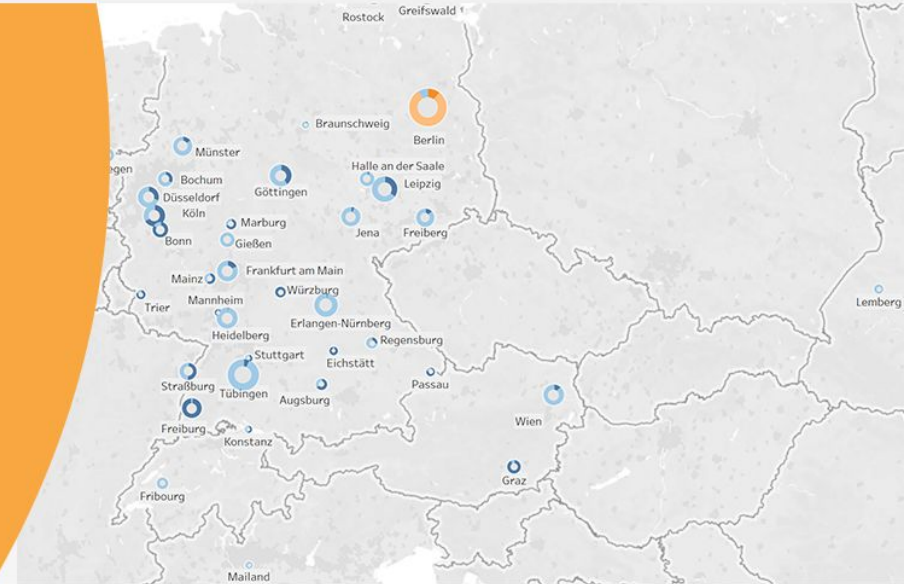 Rostock
Greifswald
Braunschweig
Berlin
Münster
egen
Halle an der Saale
Bochum
Göttingen
Leipzig
Düsseldorf
Köln
Marburg
Jena
Freiberg
Bonn
Gießen
Frankfurt am Main
Mainz
Würzburg
Mannheim
Trier
Lemberg
Erlangen-Nürnberg
Heidelberg
Regensburg
Stuttgart
Eichstätt
Straßburg
Passau
Tübingen
Augsburg
Wien
Freiburg
Konstanz
Graz
Fribourg
Mailand